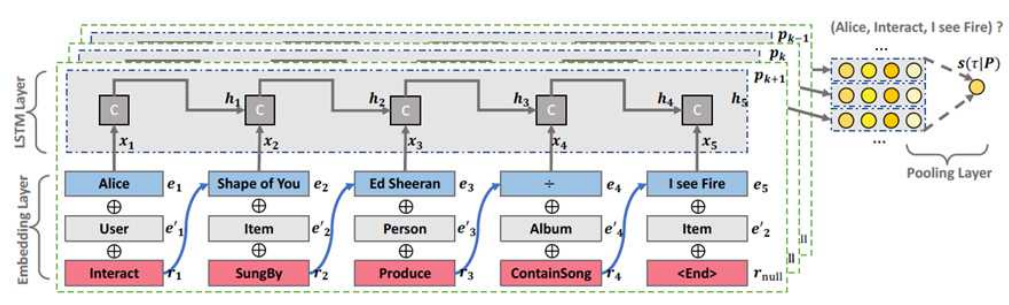 (Alice, Interact, I see Fire) ?
p_{k-1}
p_k
p_{k+1}
...
s(τ|P)
LSTM Layer
C C C C C
h_1 h_2 h_3 h_4 h_5
x_1 x_2 x_3 x_4 x_5
...
Pooling Layer
Embedding Layer
Alice e_1 Shape of You e_2 Ed Sheeran e_3 ÷ e_4 I see Fire e_5
⊕ ⊕ ⊕ ⊕ ⊕
User e'_1 Item e'_2 Person e'_3 Album e'_4 Item e'_2
ll
⊕ ⊕ ⊕ ⊕ ⊕
ll
Interact r_1 SungBy r_2 Produce r_3 ContainSong r_4 <End> r_null